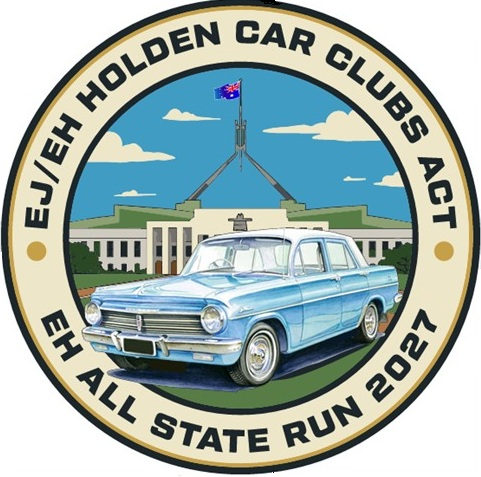 EJ/EH HOLDEN CAR CLUBS ACT
EH ALL STATE RUN 2027